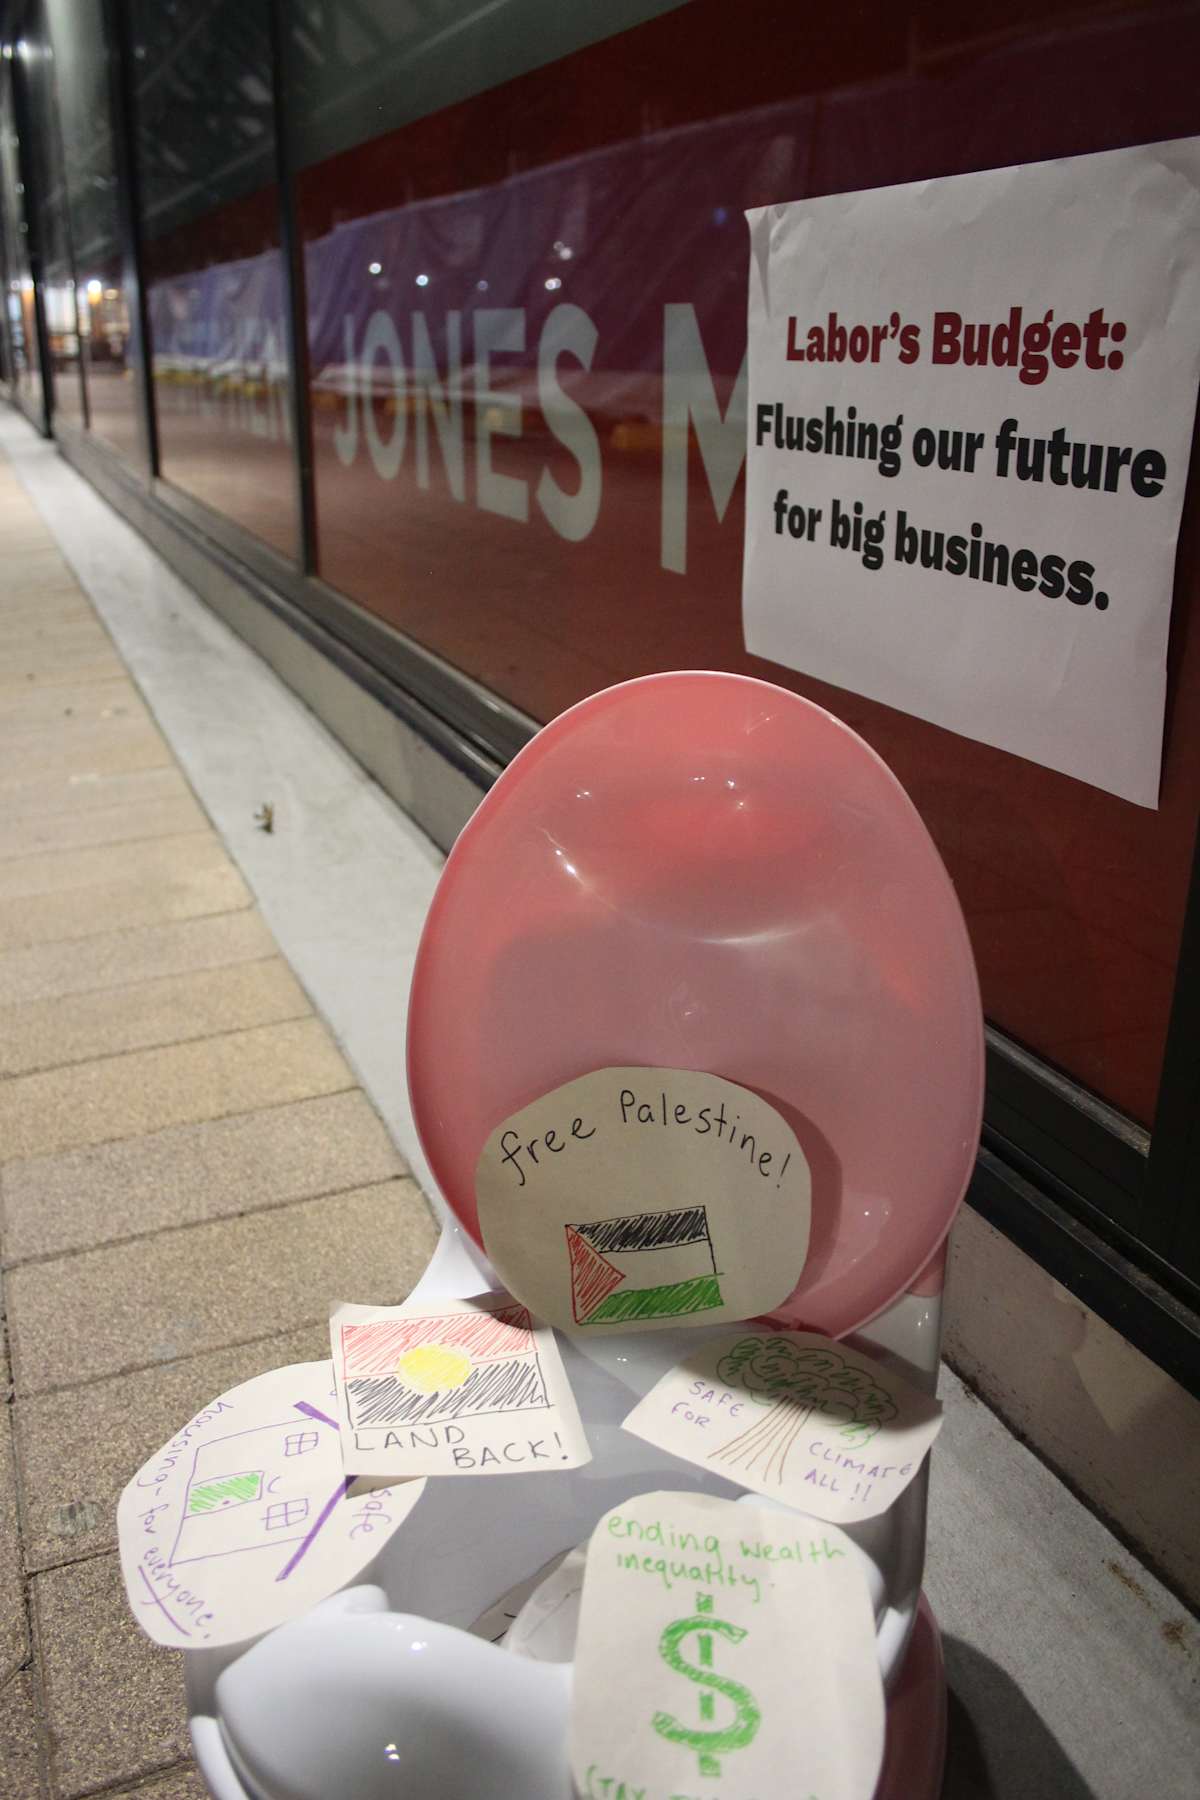 JONES M
Labor's Budget:
Flushing our future
for big business.
free Palestine!
LAND
BACK!
housing - for everyone.
safe
SAFE
FOR
CLIMATE
ALL!!
ending wealth
inequality.
$